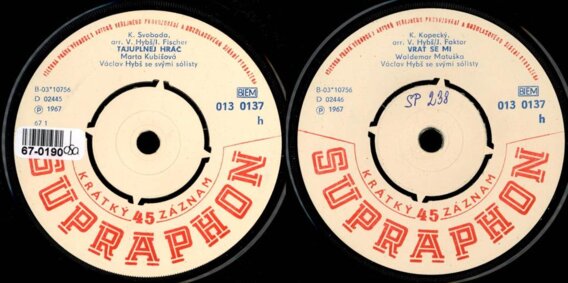 K. Svoboda,
arr. V. Hybš/J. Fischer
TAJUPLNEJ HRÁČ
Marta Kubišová
Václav Hybš se svými sólisty
B-03*10756
D 02445
℗ 1967
67 1
BIEM
013 0137
h
67-0190
SUPRAPHON
KRÁTKÝ 45 ZÁZNAM
K. Kopecký,
arr. V. Hybš/J. Faktor
VRAŤ SE MI
Waldemar Matuška
Václav Hybš se svými sólisty
B-03*10756
D 02446
℗ 1967
SP 238
BIEM
013 0137
h
SUPRAPHON
KRÁTKÝ 45 ZÁZNAM